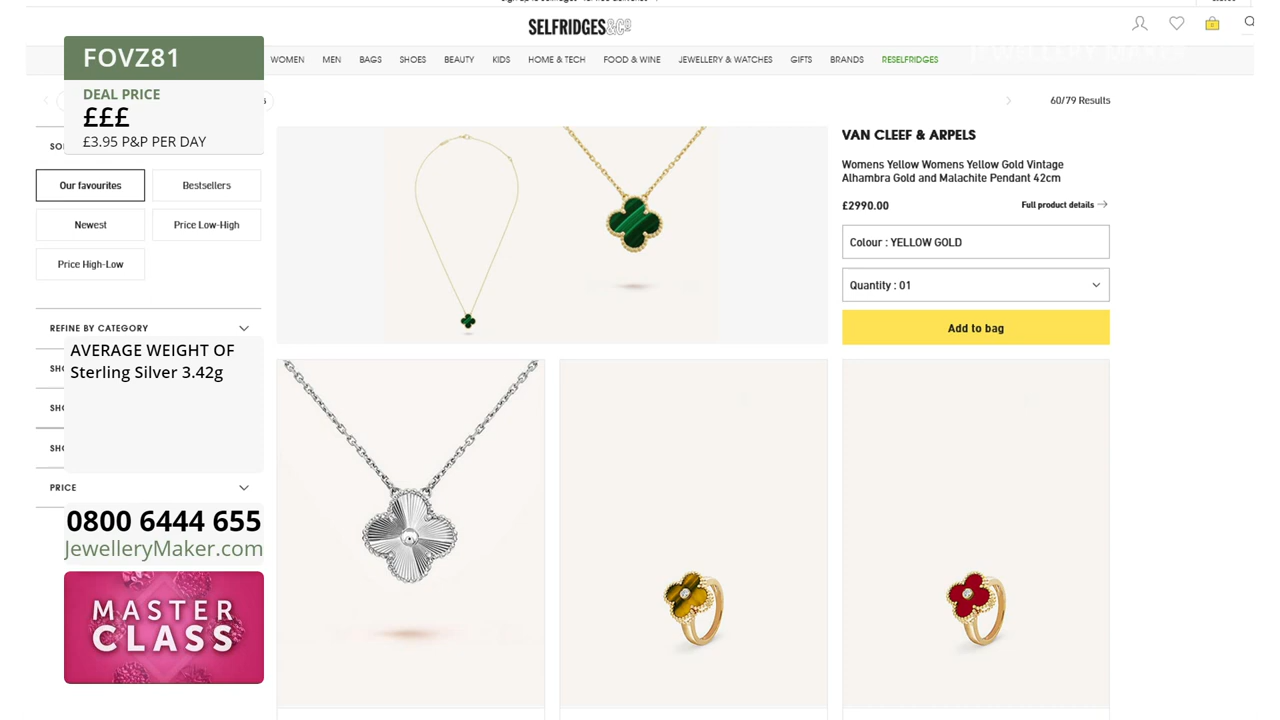 SELFRIDGES&CO
WOMEN MEN BAGS SHOES BEAUTY KIDS HOME & TECH FOOD & WINE JEWELLERY & WATCHES GIFTS BRANDS RESELFRIDGES
FOVZ81
DEAL PRICE
£££
£3.95 P&P PER DAY
60/79 Results
Our favourites
Bestsellers
Newest
Price Low-High
Price High-Low
REFINE BY CATEGORY
AVERAGE WEIGHT OF
Sterling Silver 3.42g
PRICE
0800 6444 655
JewelleryMaker.com
MASTER
CLASS
VAN CLEEF & ARPELS
Womens Yellow Womens Yellow Gold Vintage
Alhambra Gold and Malachite Pendant 42cm
£2990.00
Full product details
Colour : YELLOW GOLD
Quantity : 01
Add to bag